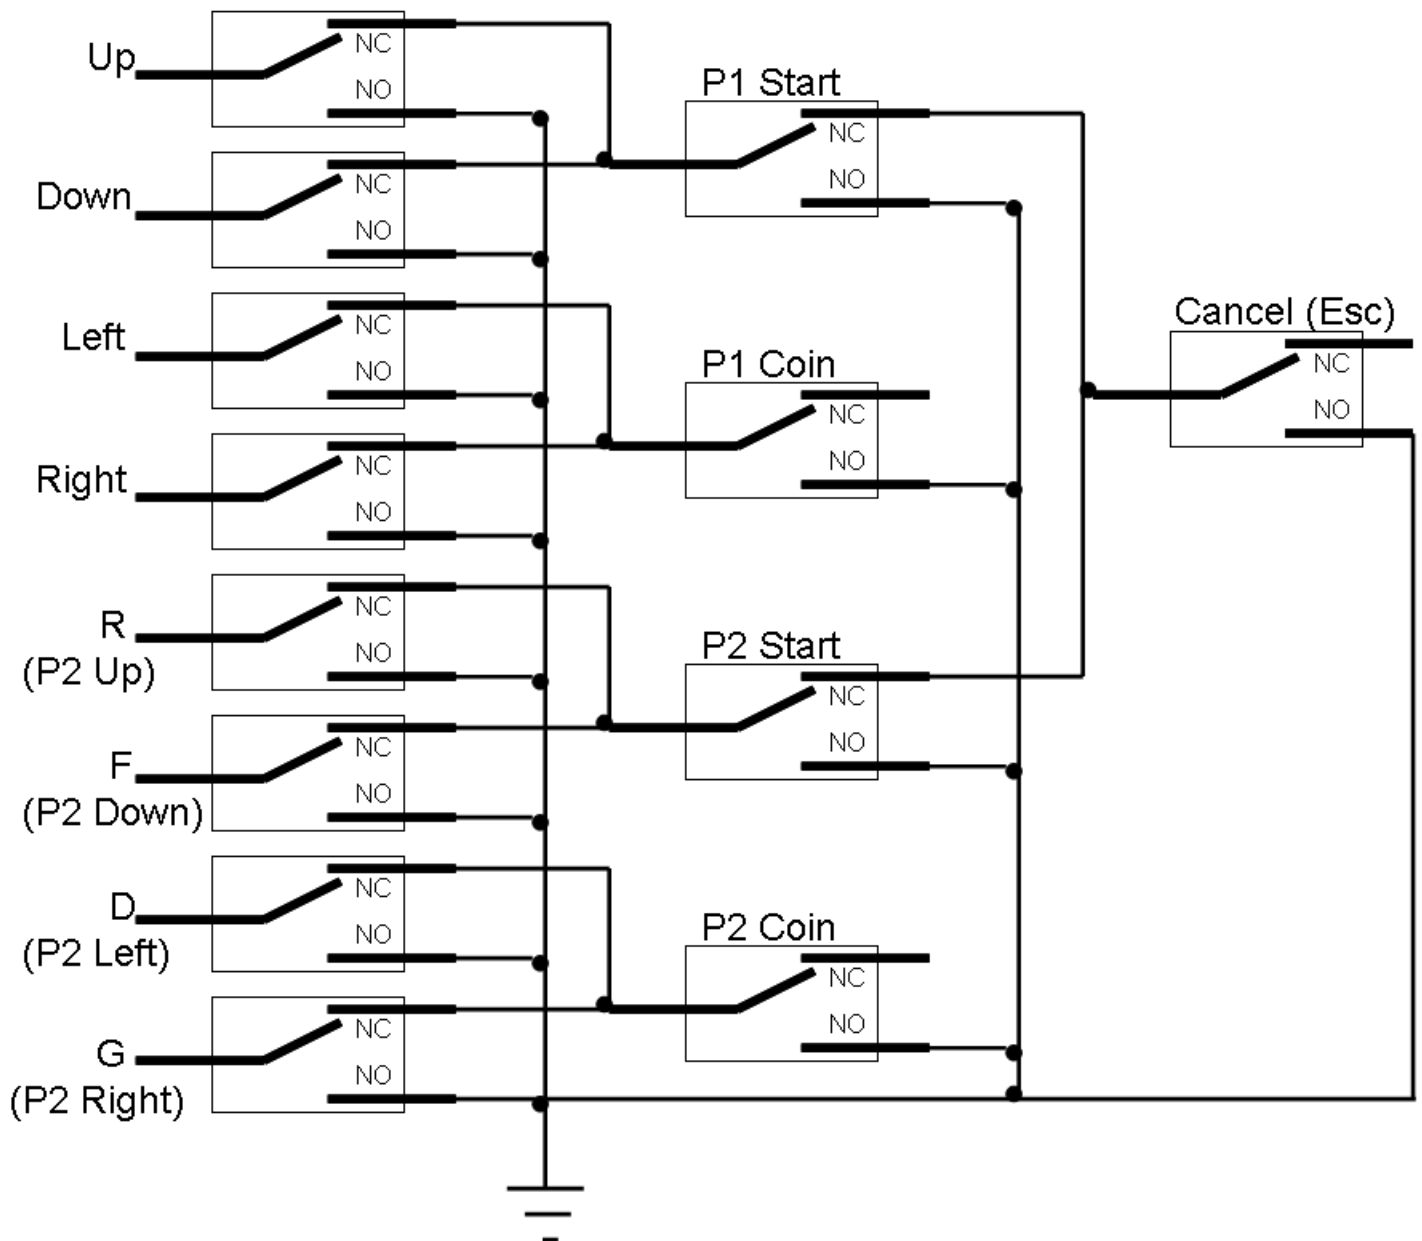 Up
NC
NO
Down
NC
NO
Left
NC
NO
Right
NC
NO
R
(P2 Up)
NC
NO
F
(P2 Down)
NC
NO
D
(P2 Left)
NC
NO
G
(P2 Right)
NC
NO
P1 Start
NC
NO
P1 Coin
NC
NO
P2 Start
NC
NO
P2 Coin
NC
NO
Cancel (Esc)
NC
NO